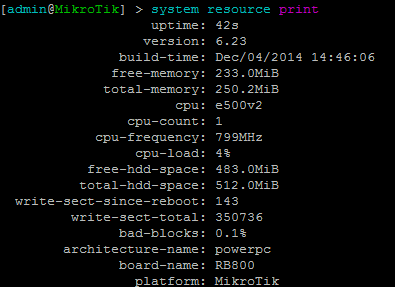 [admin@MikroTik] > system resource print
uptime: 42s
version: 6.23
build-time: Dec/04/2014 14:46:06
free-memory: 233.0MiB
total-memory: 250.2MiB
cpu: e500v2
cpu-count: 1
cpu-frequency: 799MHz
cpu-load: 4%
free-hdd-space: 483.0MiB
total-hdd-space: 512.0MiB
write-sect-since-reboot: 143
write-sect-total: 350736
bad-blocks: 0.1%
architecture-name: powerpc
board-name: RB800
platform: MikroTik